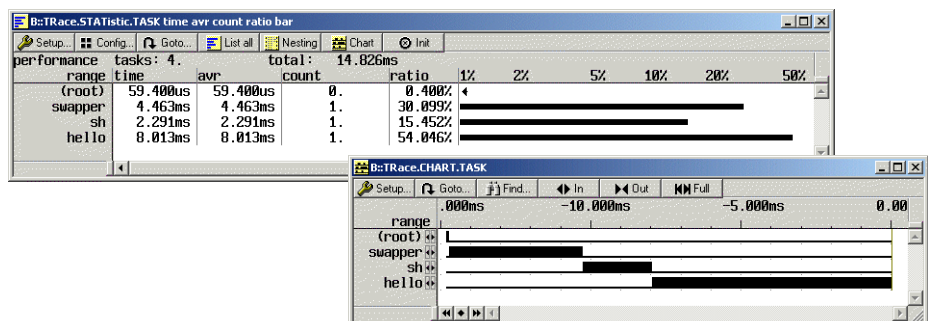 B::TRace.STATistic.TASK time avr count ratio bar
Setup... Config... Goto... List all Nesting Chart Init
performance tasks: 4. total: 14.826ms
range time avr count ratio 1% 2% 5% 10% 20% 50%
(root) 59.400us 59.400us 0. 0.400%
swapper 4.463ms 4.463ms 1. 30.099%
sh 2.291ms 2.291ms 1. 15.452%
hello 8.013ms 8.013ms 1. 54.046%
B::TRace.CHART.TASK
Setup... Goto... Find... In Out Full
.000ms -10.000ms -5.000ms 0.00
range
(root)
swapper
sh
hello